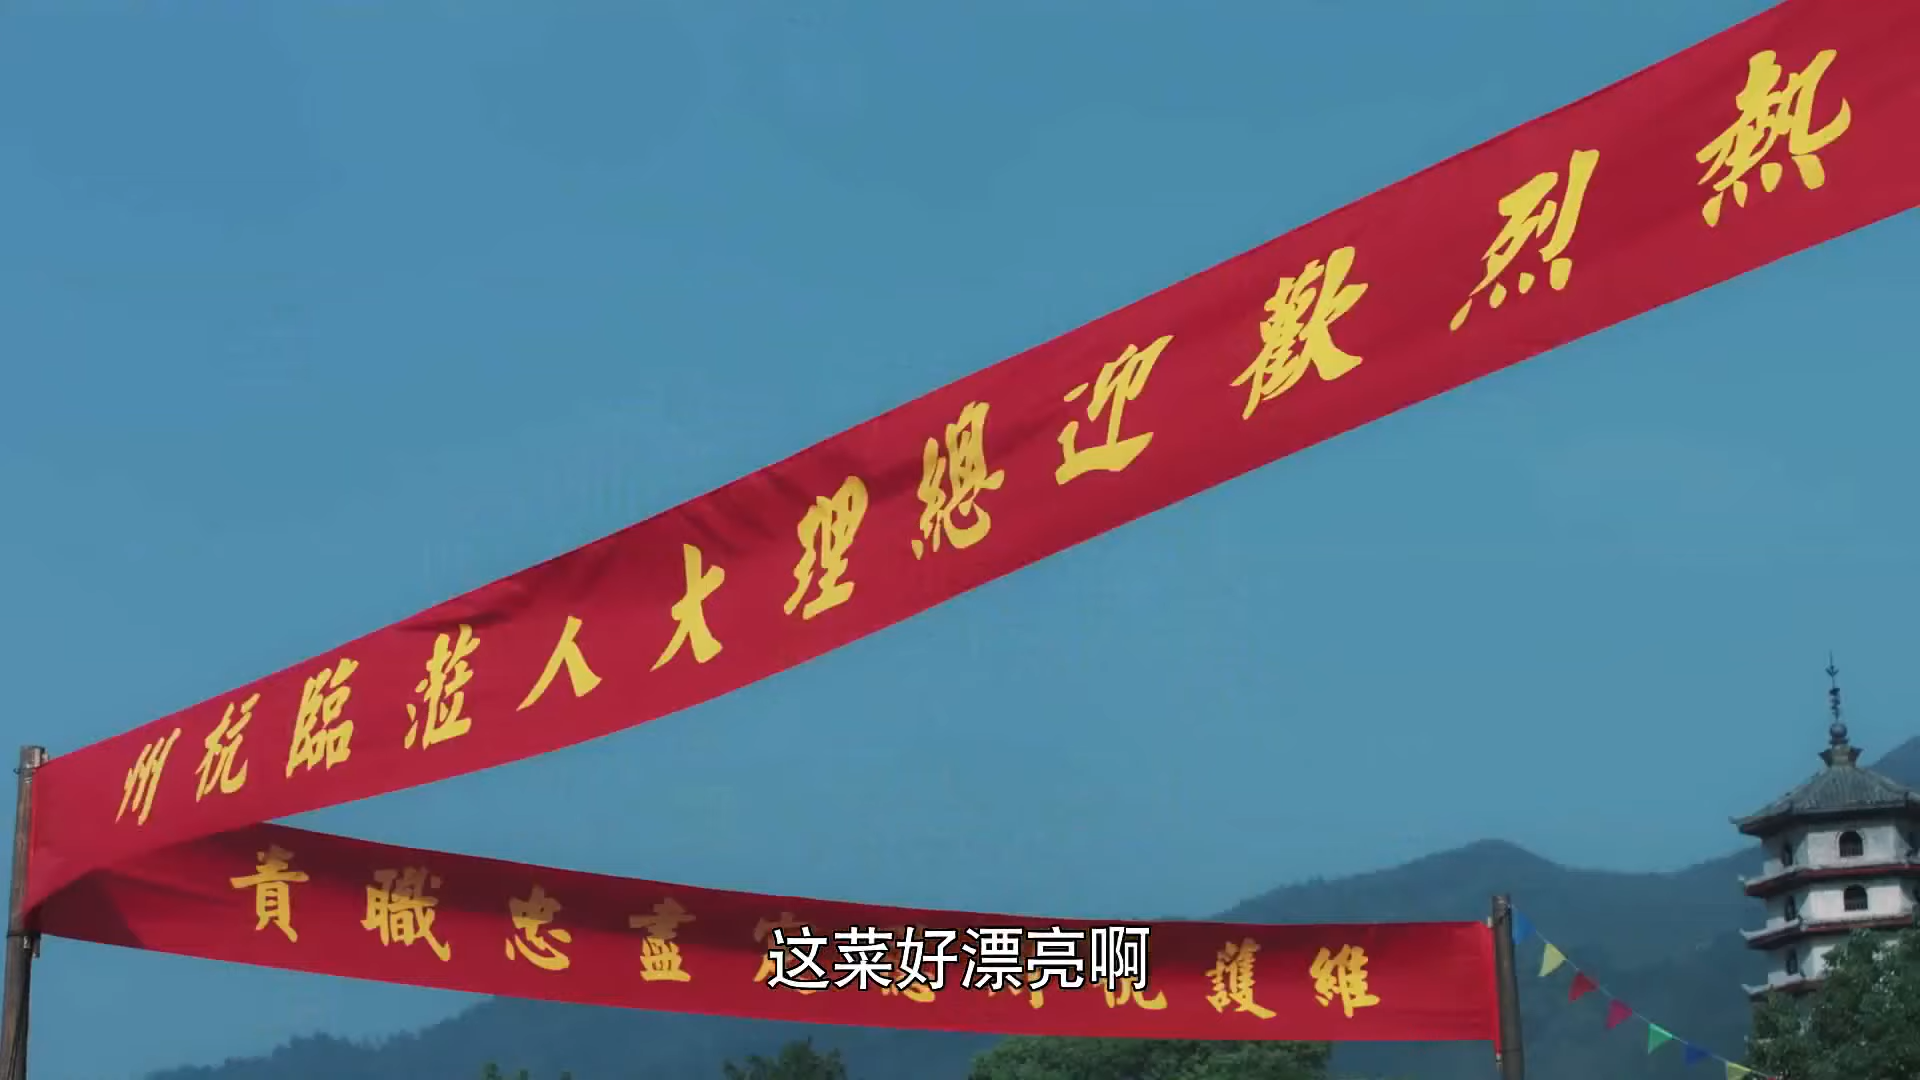 熱烈歡迎總理大人蒞臨杭州
維護 盡忠職責
这菜好漂亮啊